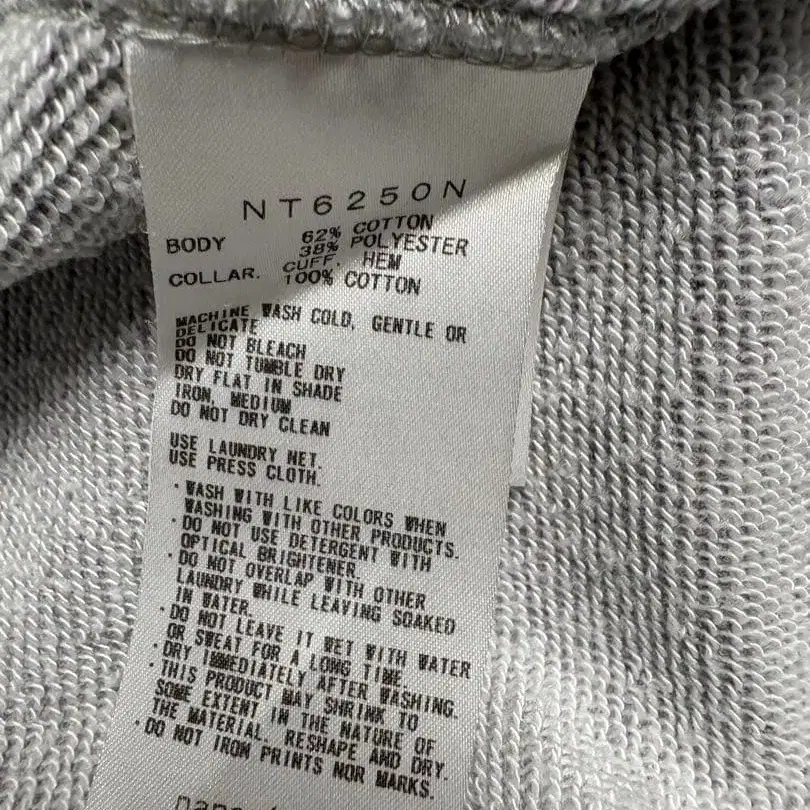 NT6250N
BODY 62% COTTON
38% POLYESTER
COLLAR. CUFF. HEM
100% COTTON
MACHINE WASH COLD, GENTLE OR
DELICATE
DO NOT BLEACH
DO NOT TUMBLE DRY
DRY FLAT IN SHADE
IRON, MEDIUM
DO NOT DRY CLEAN
USE LAUNDRY NET.
USE PRESS CLOTH.
・WASH WITH LIKE COLORS WHEN
WASHING WITH OTHER PRODUCTS.
・DO NOT USE DETERGENT WITH
OPTICAL BRIGHTENER.
・DO NOT OVERLAP WITH OTHER
LAUNDRY WHILE LEAVING SOAKED
IN WATER.
・DO NOT LEAVE IT WET WITH WATER
OR SWEAT FOR A LONG TIME.
・DRY IMMEDIATELY AFTER WASHING.
・THIS PRODUCT MAY SHRINK TO
SOME EXTENT IN THE NATURE OF
THE MATERIAL. RESHAPE AND DRY.
・DO NOT IRON PRINTS NOR MARKS.